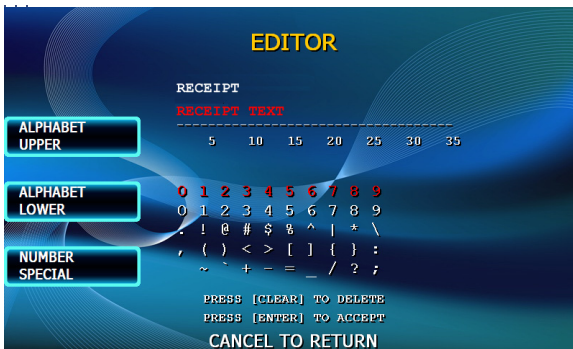 EDITOR
RECEIPT
RECEIPT TEXT
-----------------------------------
5 10 15 20 25 30 35
ALPHABET
UPPER
ALPHABET
LOWER
NUMBER
SPECIAL
0 1 2 3 4 5 6 7 8 9
0 1 2 3 4 5 6 7 8 9
. ! @ # $ % ^ | * \
, ( ) < > [ ] { } :
~ ` + - = _ / ? ;
PRESS [CLEAR] TO DELETE
PRESS [ENTER] TO ACCEPT
CANCEL TO RETURN